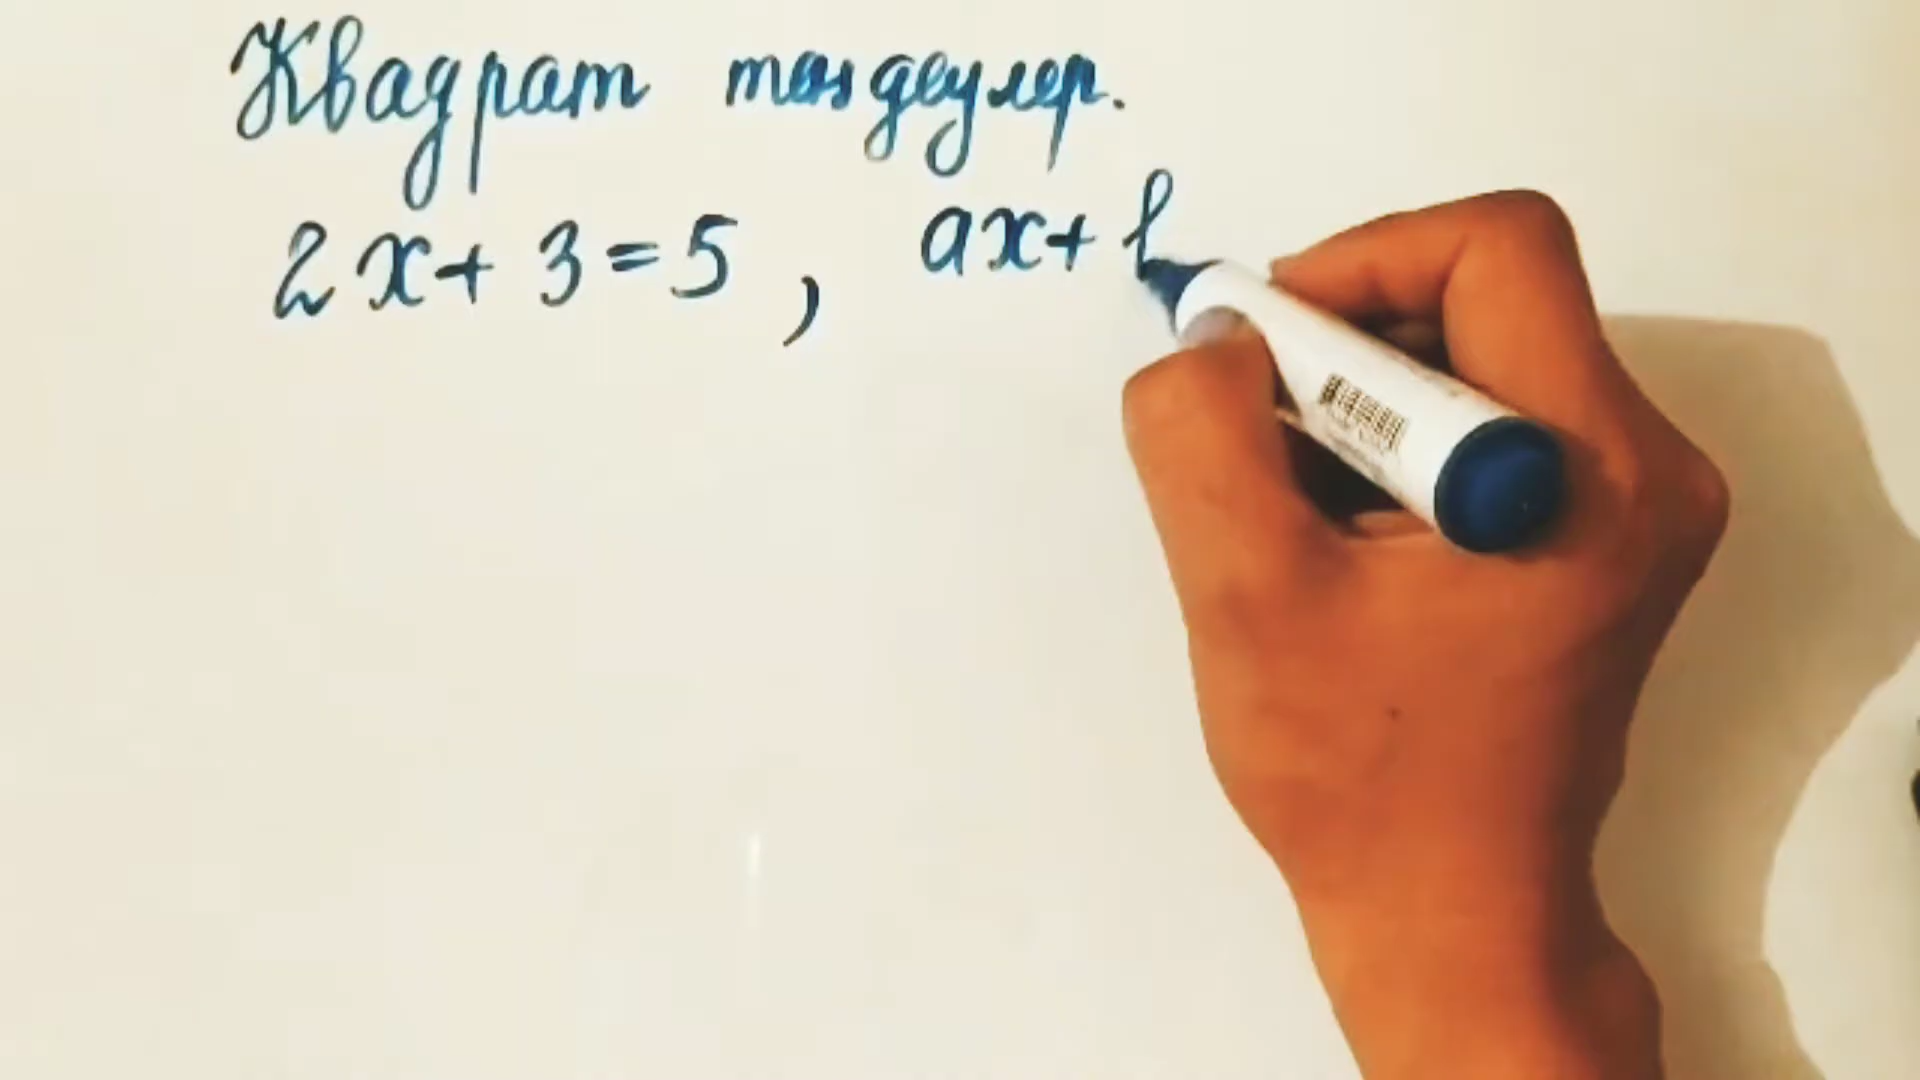 Квадрат теңдеулер.
2x + 3 = 5 , ax + b